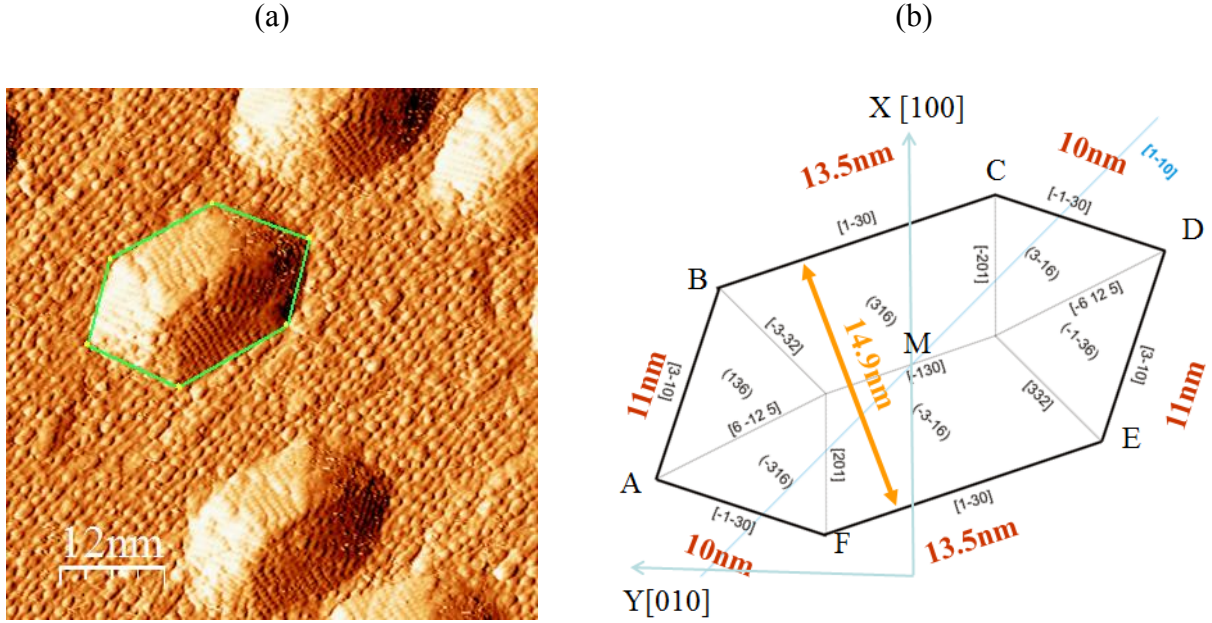 (a)
(b)
12nm
X [100]
13.5nm
10nm
[1-10]
C
[1-30]
[-1-30]
D
[-201]
(3-16)
B
(316)
[-6 12 5]
14.9nm
M
(-1-36)
[-3-32]
[-130]
[3-10]
11nm
[3-10]
11nm
(136)
[332]
(-3-16)
[6 -12 5]
E
A
(-316)
[201]
[1-30]
[-1-30]
F
13.5nm
10nm
Y[010]